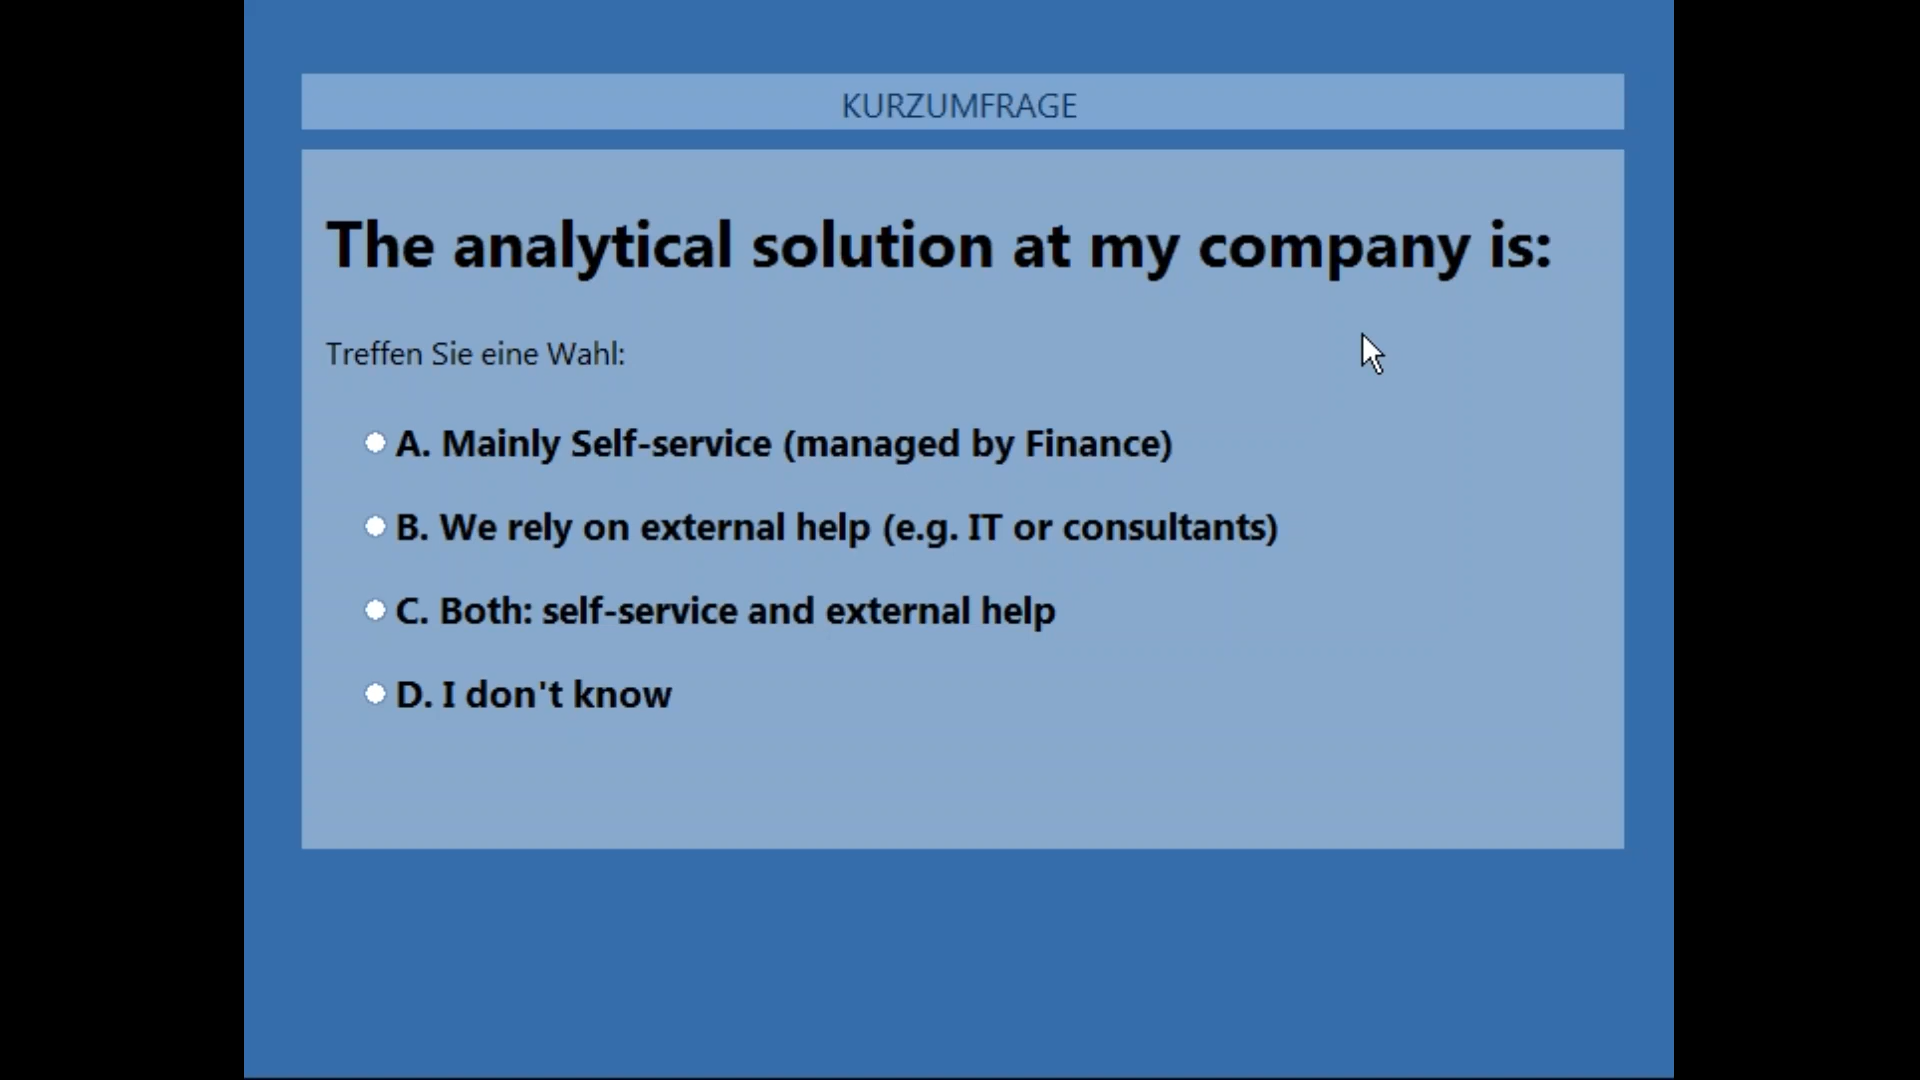 KURZUMFRAGE
The analytical solution at my company is:
Treffen Sie eine Wahl:
A. Mainly Self-service (managed by Finance)
B. We rely on external help (e.g. IT or consultants)
C. Both: self-service and external help
D. I don't know